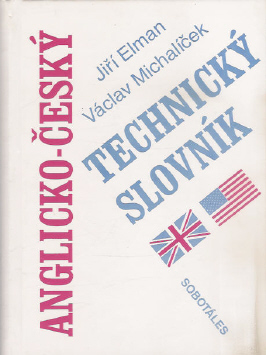 ANGLICKO-ČESKÝ
Jiří Elman
Václav Michalíček
TECHNICKÝ
SLOVNÍK
SOBOTÁLES